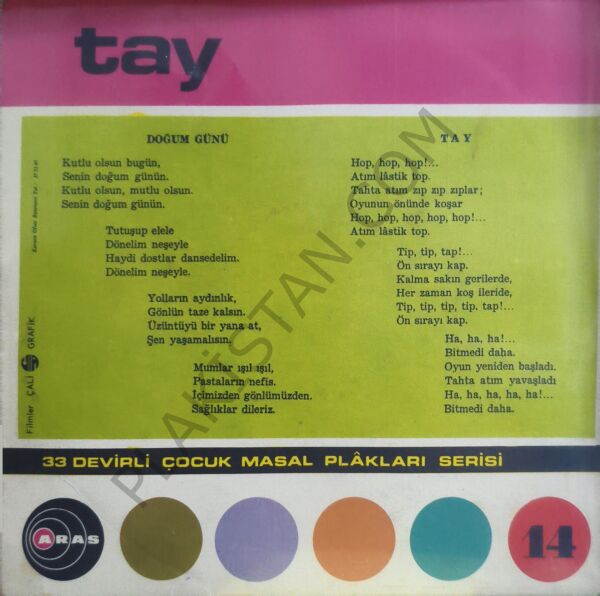 tay
DOĞUM GÜNÜ
Kutlu olsun bugün,
Senin doğum günün.
Kutlu olsun, mutlu olsun.
Senin doğum günün.
Tutuşup elele
Dönelim neşeyle
Haydi dostlar dansedelim.
Dönelim neşeyle.
Yolların aydınlık,
Gönlün taze kalsın.
Üzüntüyü bir yana at,
Şen yaşamalısın.
Mumlar ışıl ışıl,
Pastaların nefis.
İçimizden gönlümüzden.
Sağlıklar dileriz.
TAY
Hop, hop, hop!...
Atım lâstik top.
Tahta atım zıp zıp zıplar;
Oyunun önünde koşar
Hop, hop, hop, hop, hop!...
Atım lâstik top.
Tip, tip, tap!...
Ön sırayı kap.
Kalma sakın gerilerde,
Her zaman koş ileride,
Tip, tip, tip, tip. tap!...
Ön sırayı kap.
Ha, ha, ha!...
Bitmedi daha.
Oyun yeniden başladı.
Tahta atım yavaşladı
Ha, ha, ha, ha, ha!...
Bitmedi daha.
Filmler ÇALI GRAFİK
33 DEVİRLİ ÇOCUK MASAL PLÂKLARI SERİSİ
ARAS
14
PLAKISTAN.COM